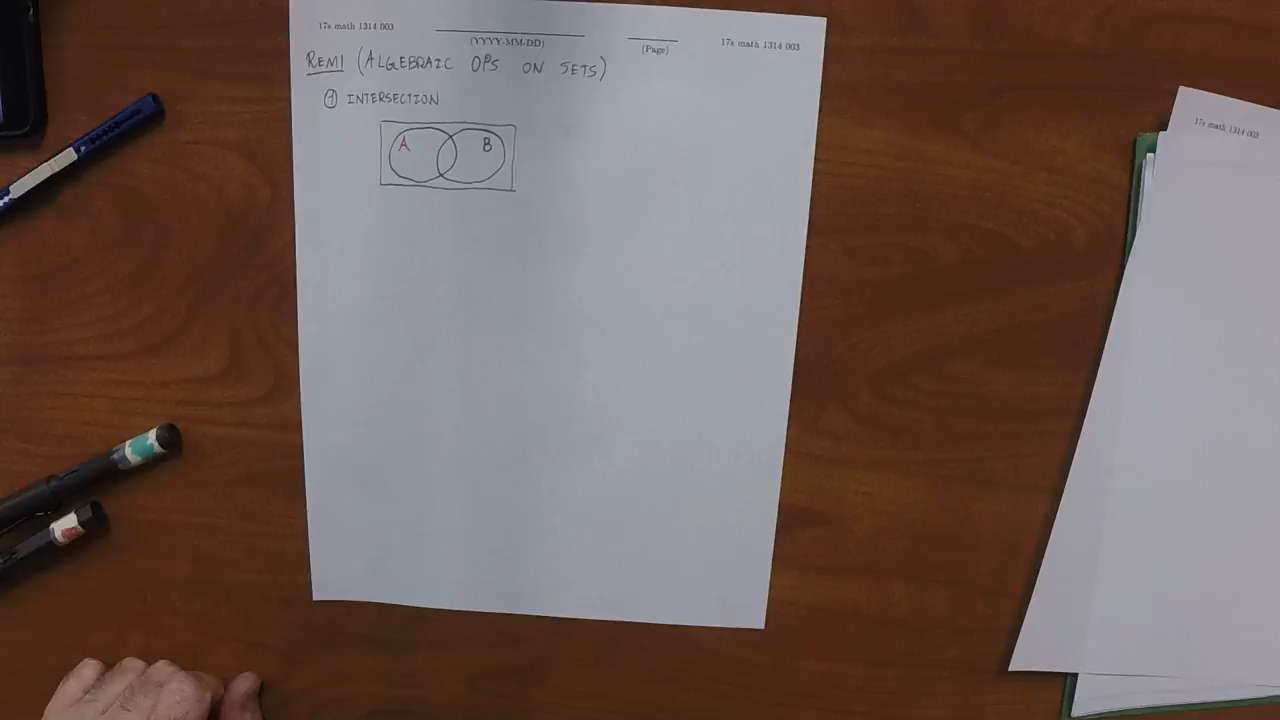 17s math 1314 003 (YYYY-MM-DD) (Page) 17s math 1314 003
REM| (ALGEBRAIC OPS ON SETS)
① INTERSECTION
A B
17s math 1314 003